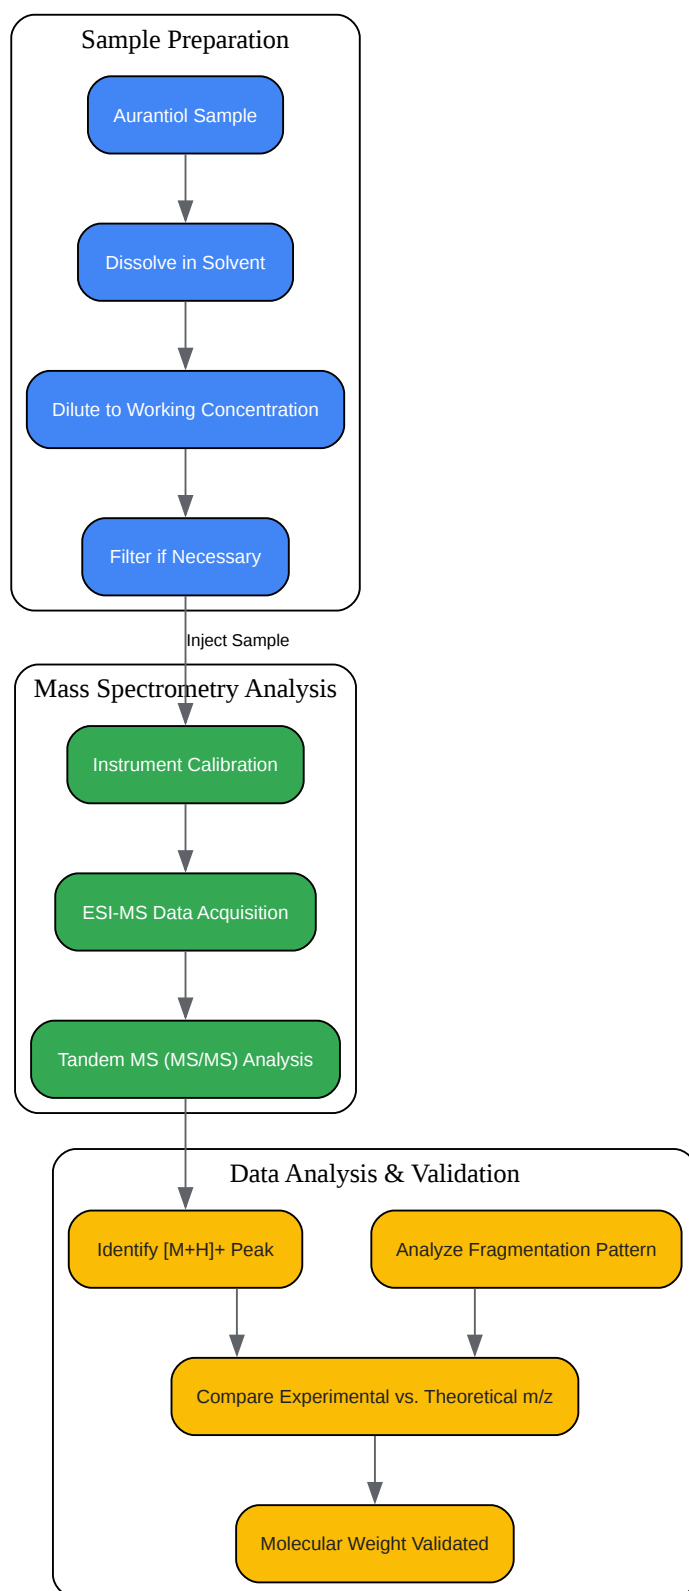 Sample Preparation
Aurantiol Sample
Dissolve in Solvent
Dilute to Working Concentration
Filter if Necessary
Inject Sample
Mass Spectrometry Analysis
Instrument Calibration
ESI-MS Data Acquisition
Tandem MS (MS/MS) Analysis
Data Analysis & Validation
Identify [M+H]+ Peak
Analyze Fragmentation Pattern
Compare Experimental vs. Theoretical m/z
Molecular Weight Validated